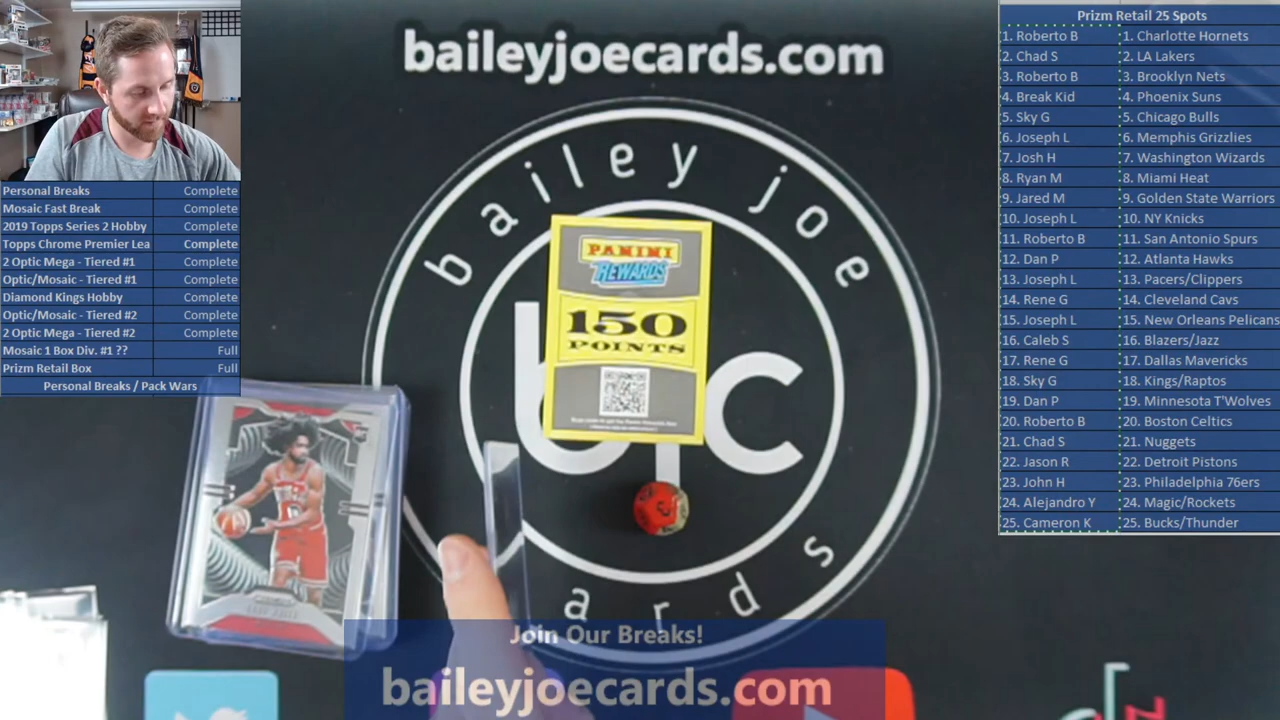 baileyjoecards.com
bailey joe
bjc
ards
PANINI
REWARDS
150
POINTS
Personal Breaks Complete
Mosaic Fast Break Complete
2019 Topps Series 2 Hobby Complete
Topps Chrome Premier Lea Complete
2 Optic Mega - Tiered #1 Complete
Optic/Mosaic - Tiered #1 Complete
Diamond Kings Hobby Complete
Optic/Mosaic - Tiered #2 Complete
2 Optic Mega - Tiered #2 Complete
Mosaic 1 Box Div. #1 ?? Full
Prizm Retail Box Full
Personal Breaks / Pack Wars
Prizm Retail 25 Spots
1. Roberto B 1. Charlotte Hornets
2. Chad S 2. LA Lakers
3. Roberto B 3. Brooklyn Nets
4. Break Kid 4. Phoenix Suns
5. Sky G 5. Chicago Bulls
6. Joseph L 6. Memphis Grizzlies
7. Josh H 7. Washington Wizards
8. Ryan M 8. Miami Heat
9. Jared M 9. Golden State Warriors
10. Joseph L 10. NY Knicks
11. Roberto B 11. San Antonio Spurs
12. Dan P 12. Atlanta Hawks
13. Joseph L 13. Pacers/Clippers
14. Rene G 14. Cleveland Cavs
15. Joseph L 15. New Orleans Pelicans
16. Caleb S 16. Blazers/Jazz
17. Rene G 17. Dallas Mavericks
18. Sky G 18. Kings/Raptos
19. Dan P 19. Minnesota T'Wolves
20. Roberto B 20. Boston Celtics
21. Chad S 21. Nuggets
22. Jason R 22. Detroit Pistons
23. John H 23. Philadelphia 76ers
24. Alejandro Y 24. Magic/Rockets
25. Cameron K 25. Bucks/Thunder
Join Our Breaks!
baileyjoecards.com